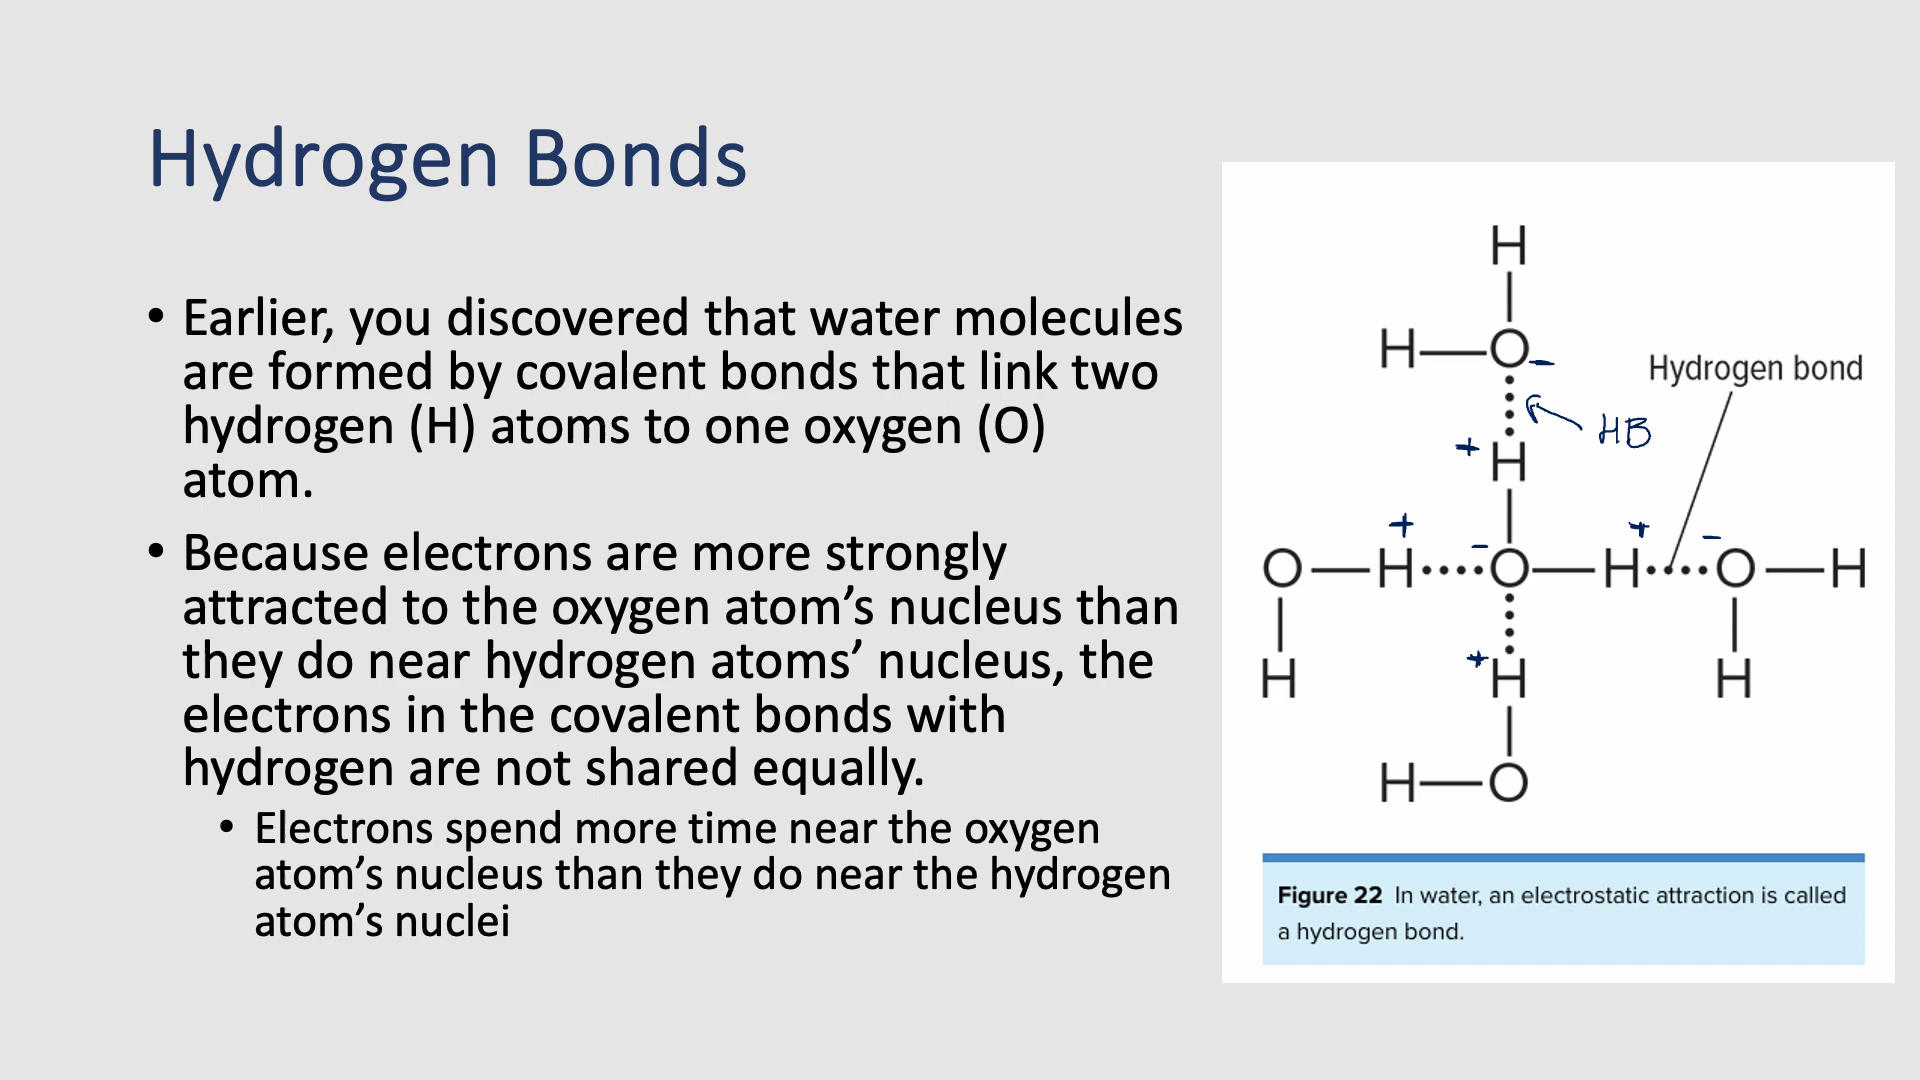 Hydrogen Bonds
• Earlier, you discovered that water molecules
are formed by covalent bonds that link two
hydrogen (H) atoms to one oxygen (O)
atom.
• Because electrons are more strongly
attracted to the oxygen atom’s nucleus than
they do near hydrogen atoms’ nucleus, the
electrons in the covalent bonds with
hydrogen are not shared equally.
• Electrons spend more time near the oxygen
atom’s nucleus than they do near the hydrogen
atom’s nuclei
H
H—O -
Hydrogen bond
HB
+ H
+ - + -
O—H····O—H····O—H
H + H H
H—O
Figure 22 In water, an electrostatic attraction is called
a hydrogen bond.